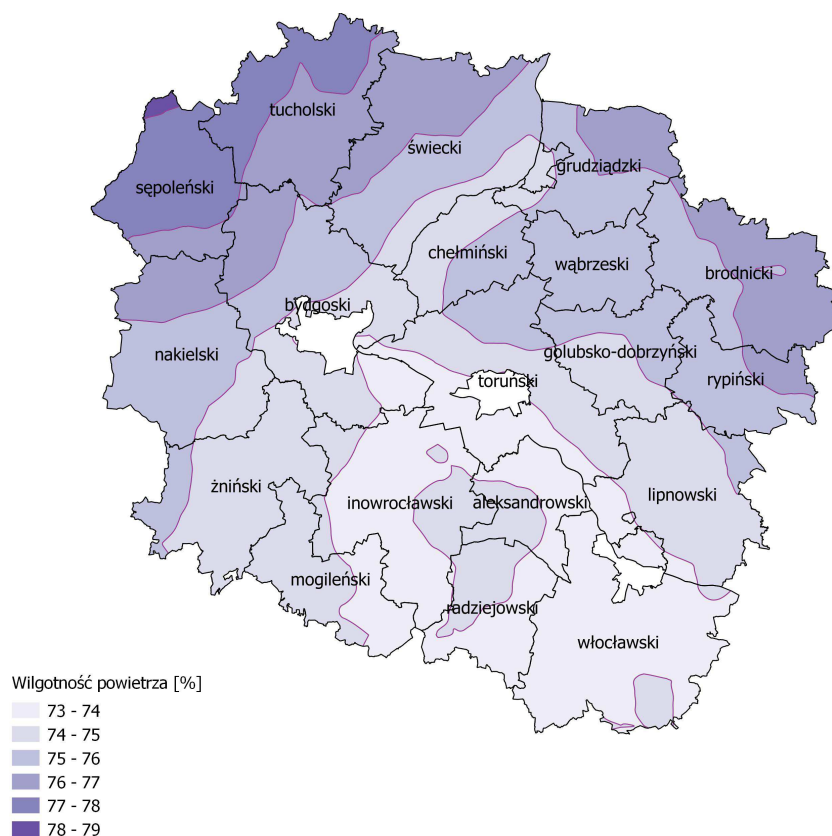 tucholski
świecki
grudziądzki
sępoleński
chełmiński
wąbrzeski
brodnicki
bydgoski
nakielski
golubsko-dobrzyński
toruński
rypiński
żniński
inowrocławski
aleksandrowski
lipnowski
mogileński
radziejowski
włocławski
Wilgotność powietrza [%]
73 - 74
74 - 75
75 - 76
76 - 77
77 - 78
78 - 79